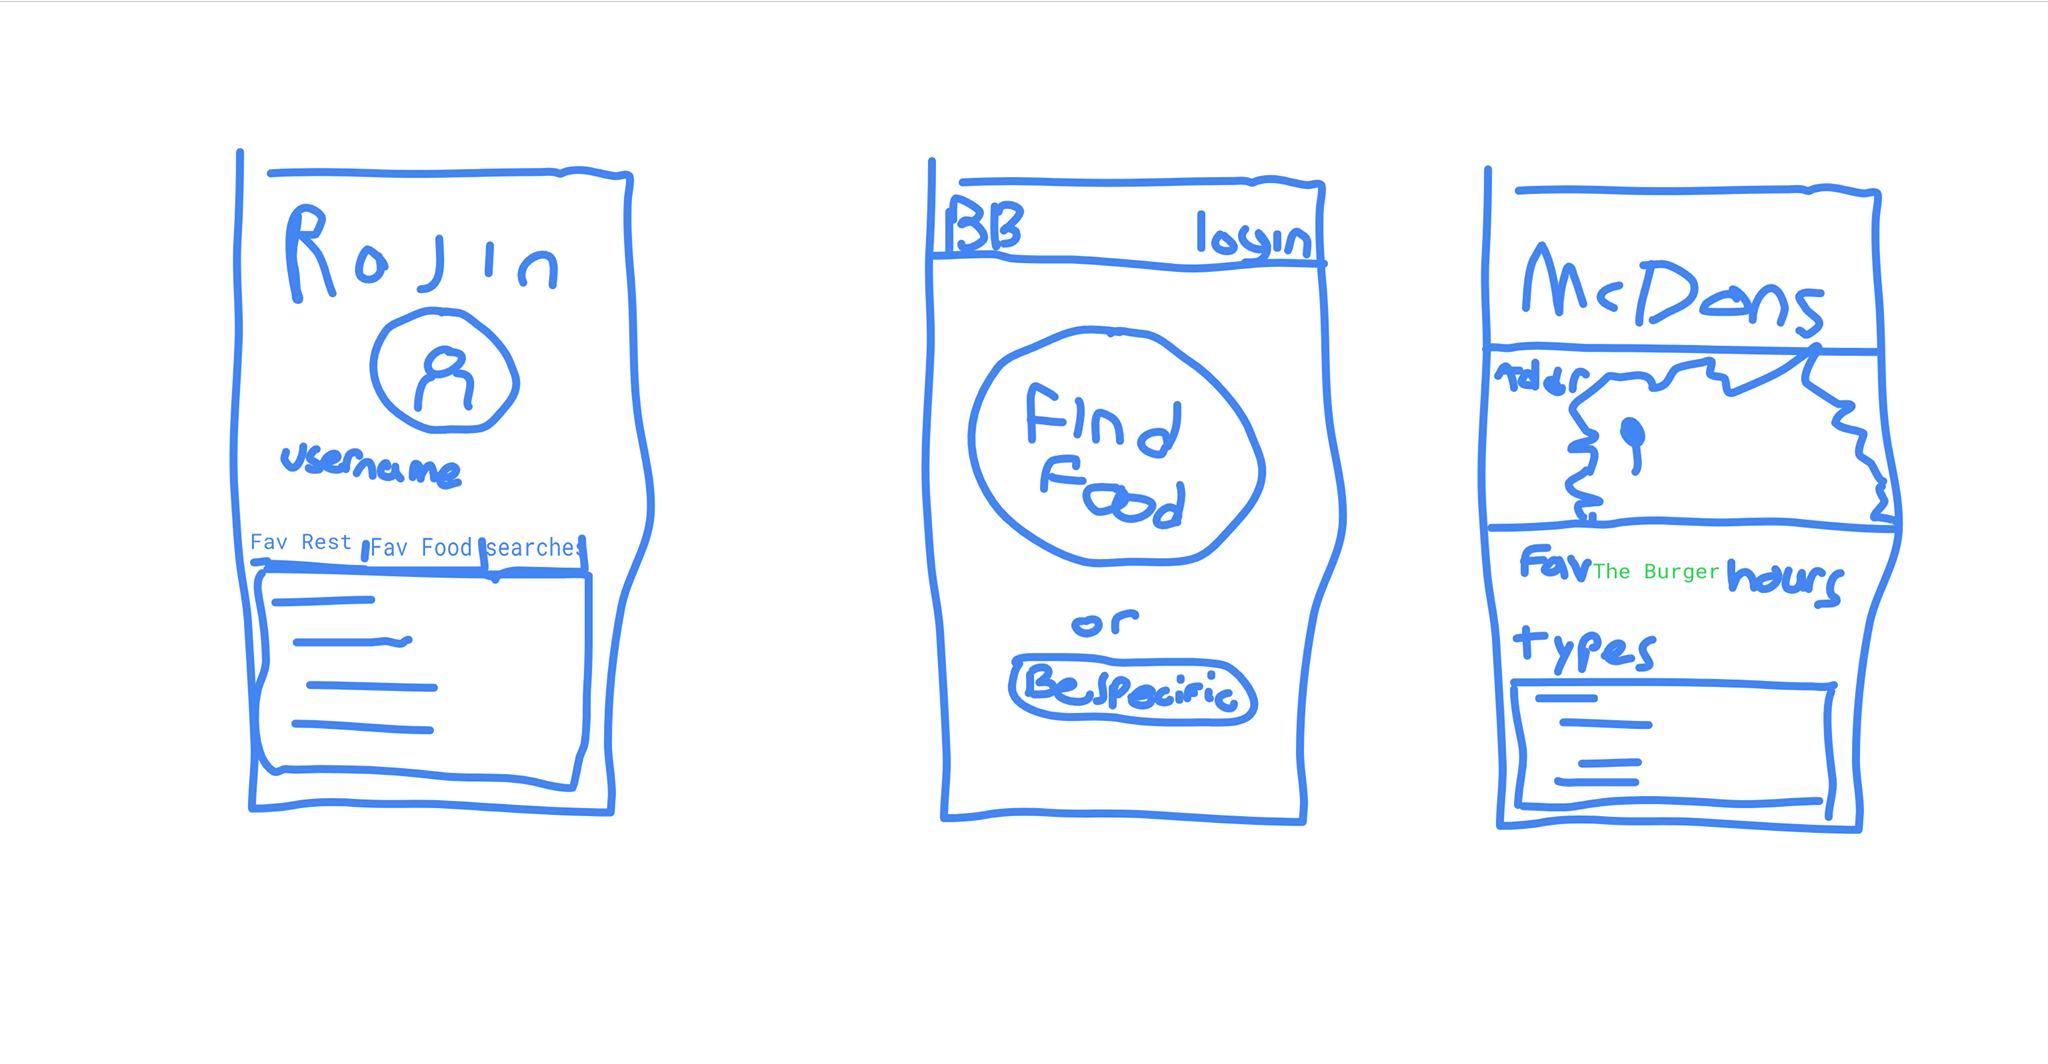 Rojin
username
Fav Rest Fav Food searches
BB login
Find
Food
or
Be specific
McDons
Addr
Fav The Burger hours
types